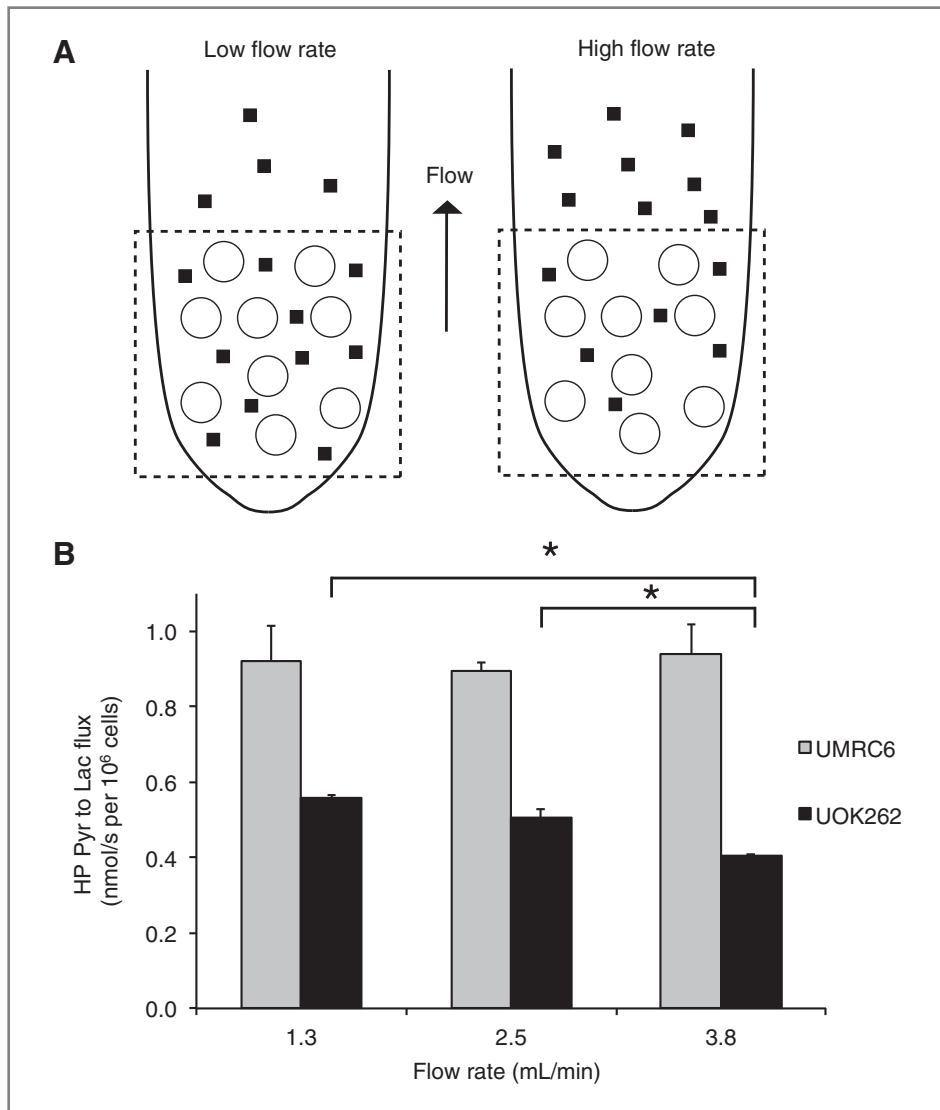 A
Low flow rate
High flow rate
Flow
B
*
*
HP Pyr to Lac flux
(nmol/s per 10⁶ cells)
1.0
0.8
0.6
0.4
0.2
0.0
1.3
2.5
3.8
Flow rate (mL/min)
UMRC6
UOK262